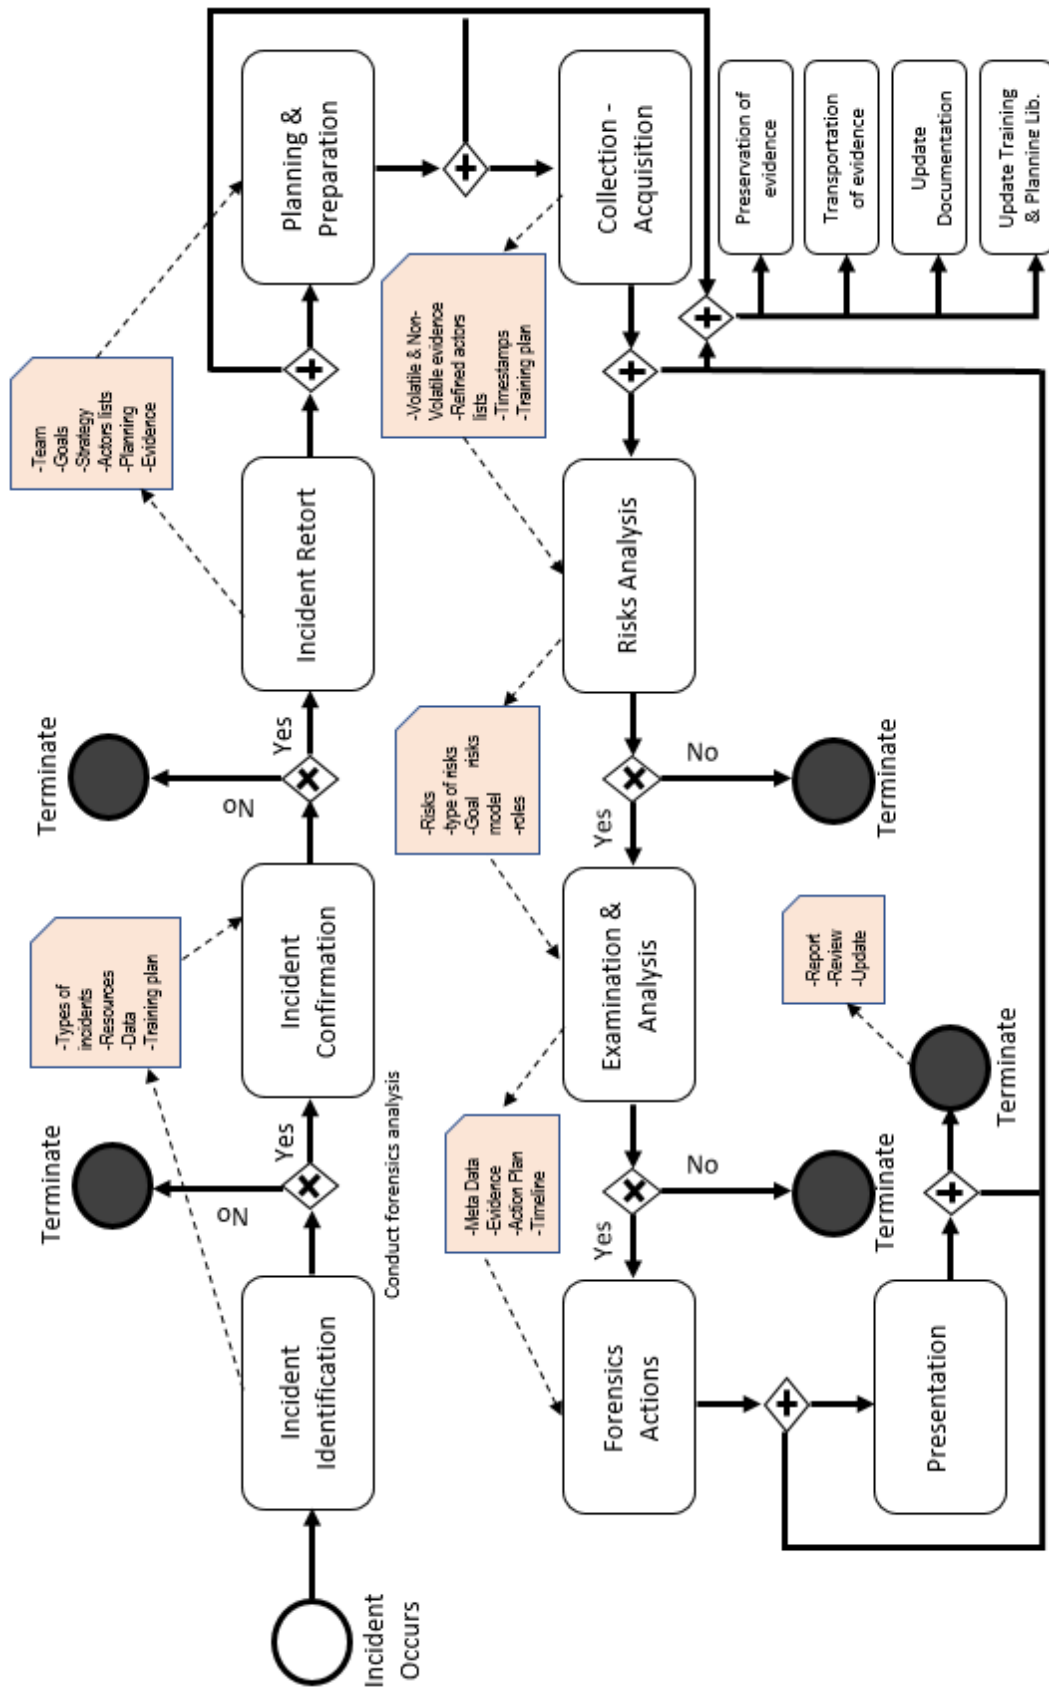 Incident
Occurs
Incident
Identification
Conduct forensics analysis
No
Yes
Terminate
-Types of
incidents
-Resources
-Data
-Training plan
Incident
Confirmation
No
Yes
Terminate
Incident Retort
-Team
-Goals
-Strategy
-Actors lists
-Planning
-Evidence
Planning &
Preparation
Collection -
Acquisition
-Volatile & Non-
Volatile evidence
-Refined actors
lists
-Timestamps
-Training plan
Risks Analysis
-Risks
-type of risks
-Goal risks
model
-roles
Yes
No
Terminate
Examination &
Analysis
-Meta Data
-Evidence
-Action Plan
-Timeline
Yes
No
Terminate
Forensics
Actions
Presentation
Terminate
-Report
-Review
-Update
Preservation of
evidence
Transportation
of evidence
Update
Documentation
Update Training
& Planning Lib.